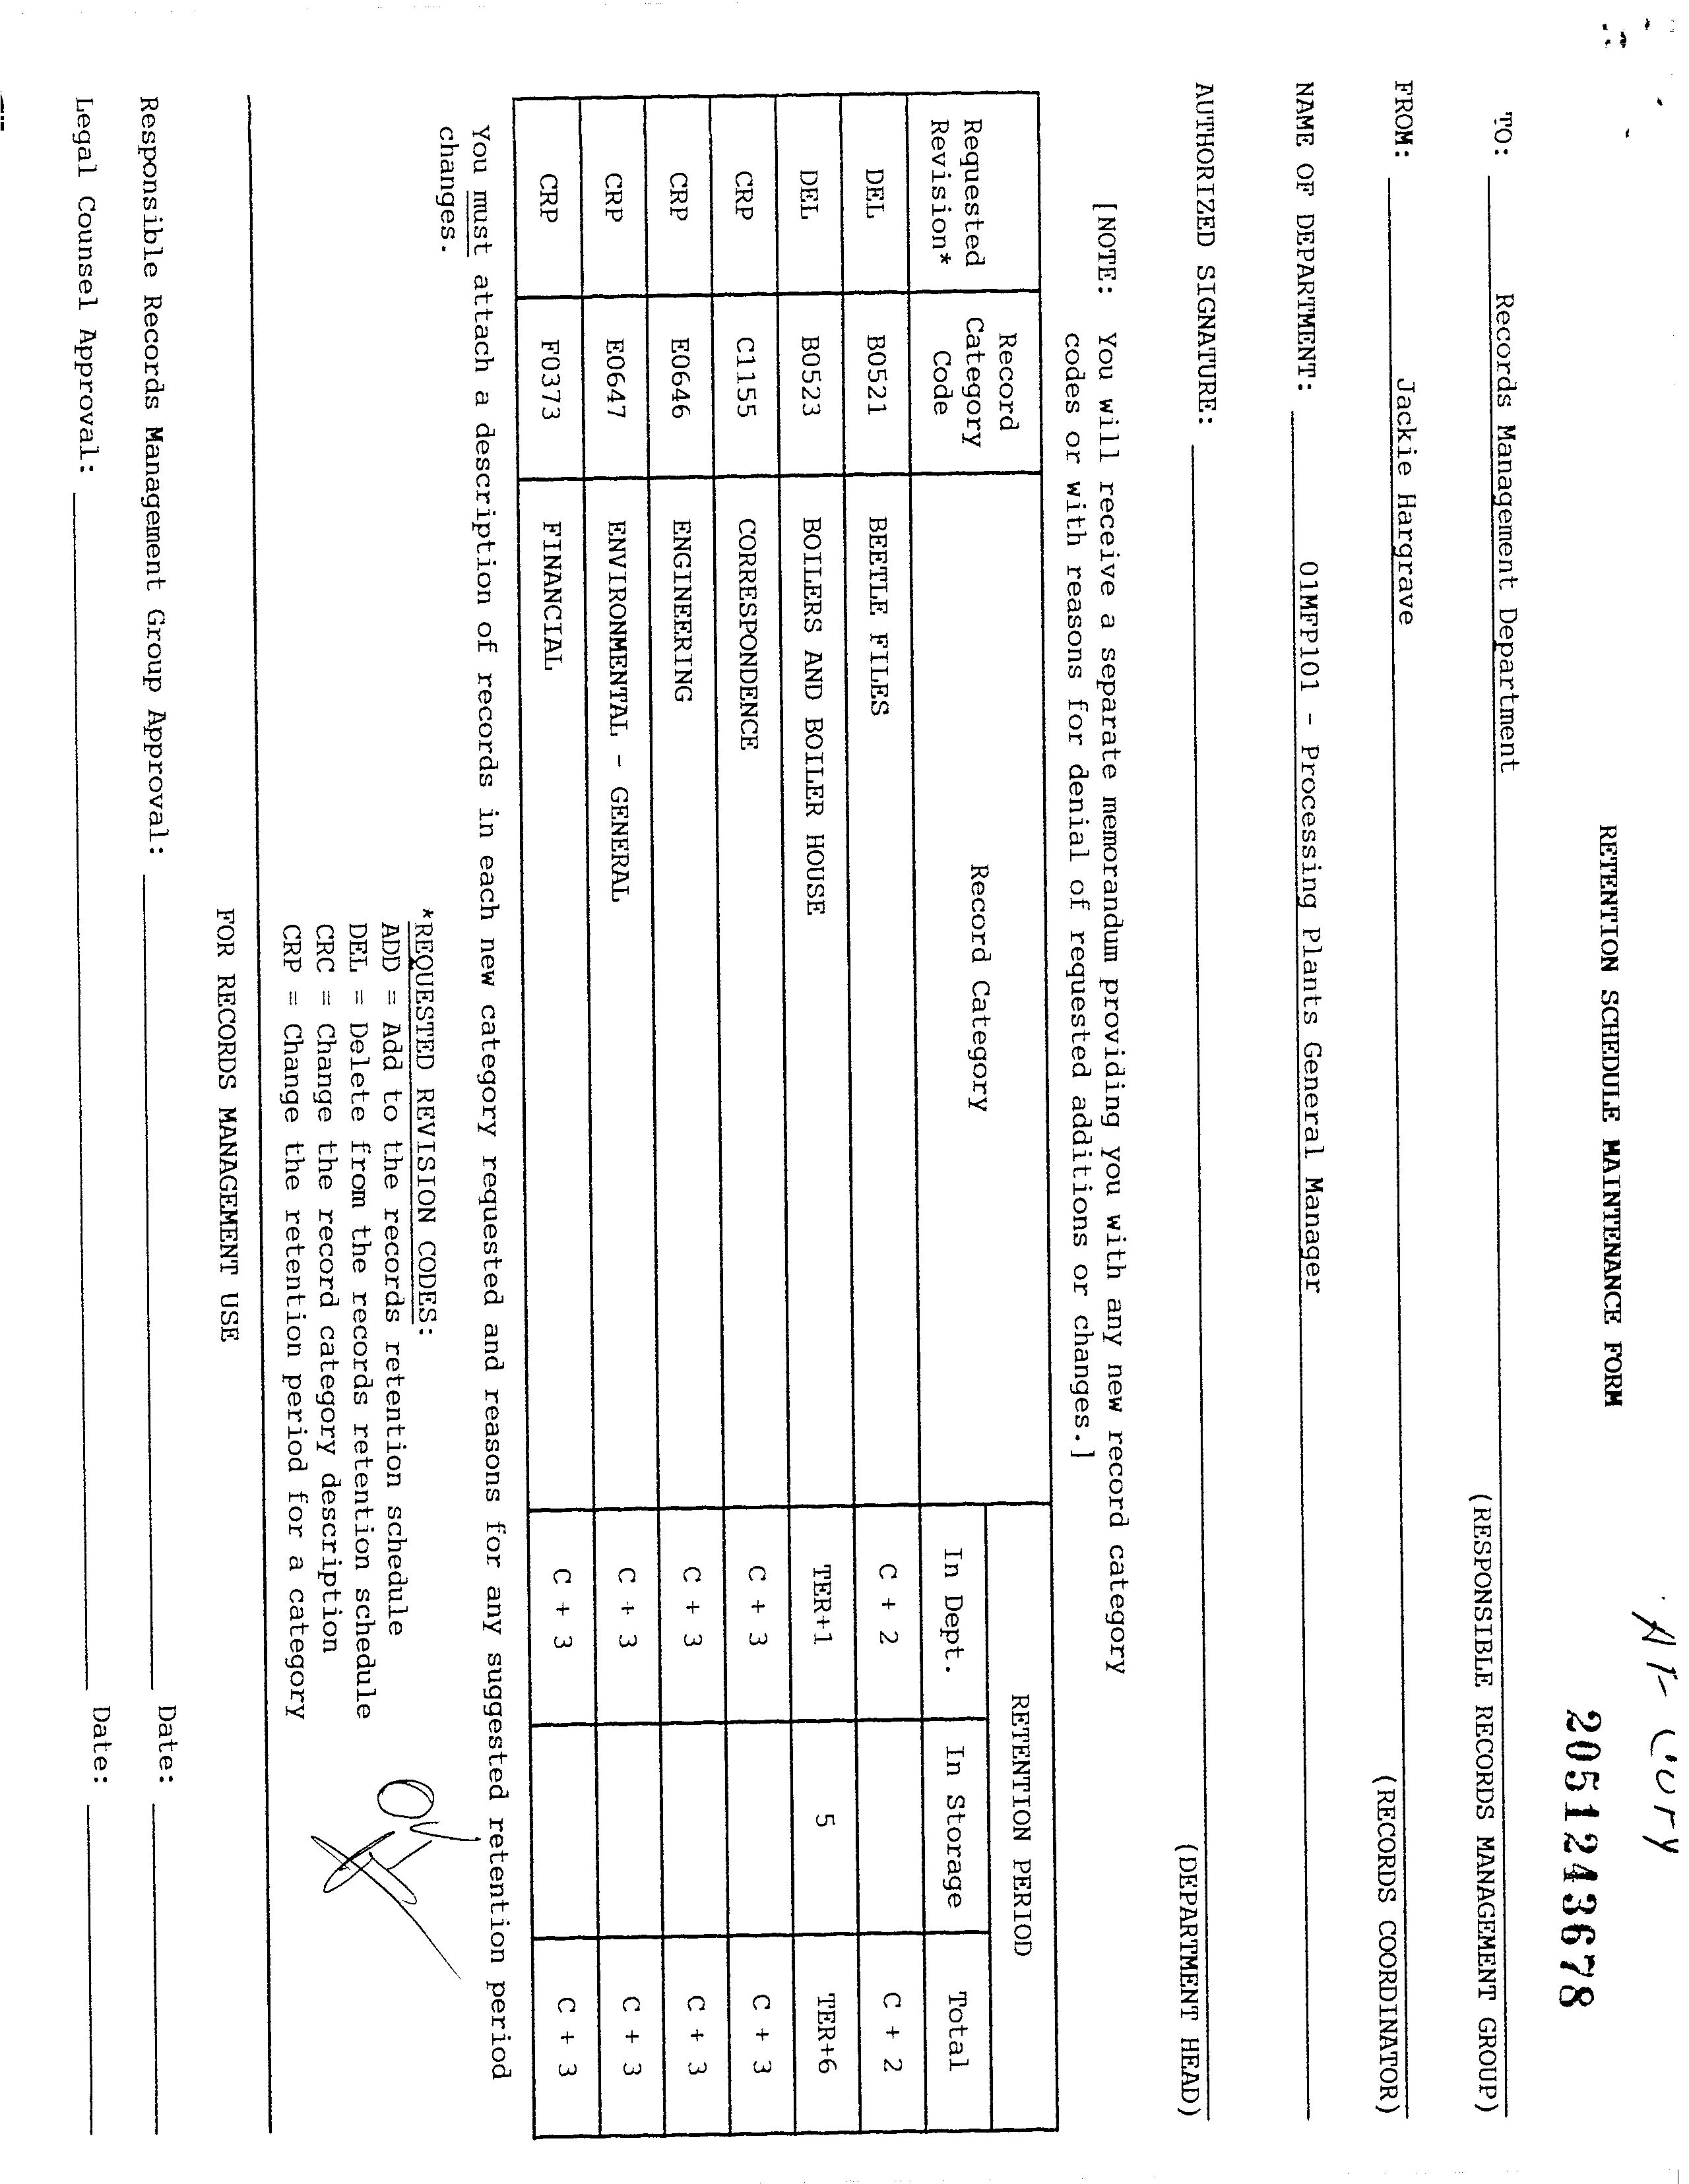 RETENTION SCHEDULE MAINTENANCE FORM
2051243678
TO: Records Management Department
(RESPONSIBLE RECORDS MANAGEMENT GROUP)
FROM: Jackie Hargrave
(RECORDS COORDINATOR)
NAME OF DEPARTMENT: 01MFP101 - Processing Plants General Manager
AUTHORIZED SIGNATURE:
(DEPARTMENT HEAD)
[NOTE: You will receive a separate memorandum providing you with any new record category
codes or with reasons for denial of requested additions or changes.]
Requested Revision* Record Category Code Record Category RETENTION PERIOD
In Dept. In Storage Total
DEL B0521 BEETLE FILES C + 2 C + 2
DEL B0523 BOILERS AND BOILER HOUSE TER+1 5 TER+6
CRP C1155 CORRESPONDENCE C + 3 C + 3
CRP E0646 ENGINEERING C + 3 C + 3
CRP E0647 ENVIRONMENTAL - GENERAL C + 3 C + 3
CRP F0373 FINANCIAL C + 3 C + 3
You must attach a description of records in each new category requested and reasons for any suggested retention period
changes.
*REQUESTED REVISION CODES:
ADD = Add to the records retention schedule
DEL = Delete from the records retention schedule
CRC = Change the record category description
CRP = Change the retention period for a category
FOR RECORDS MANAGEMENT USE
Responsible Records Management Group Approval: Date:
Legal Counsel Approval: Date: